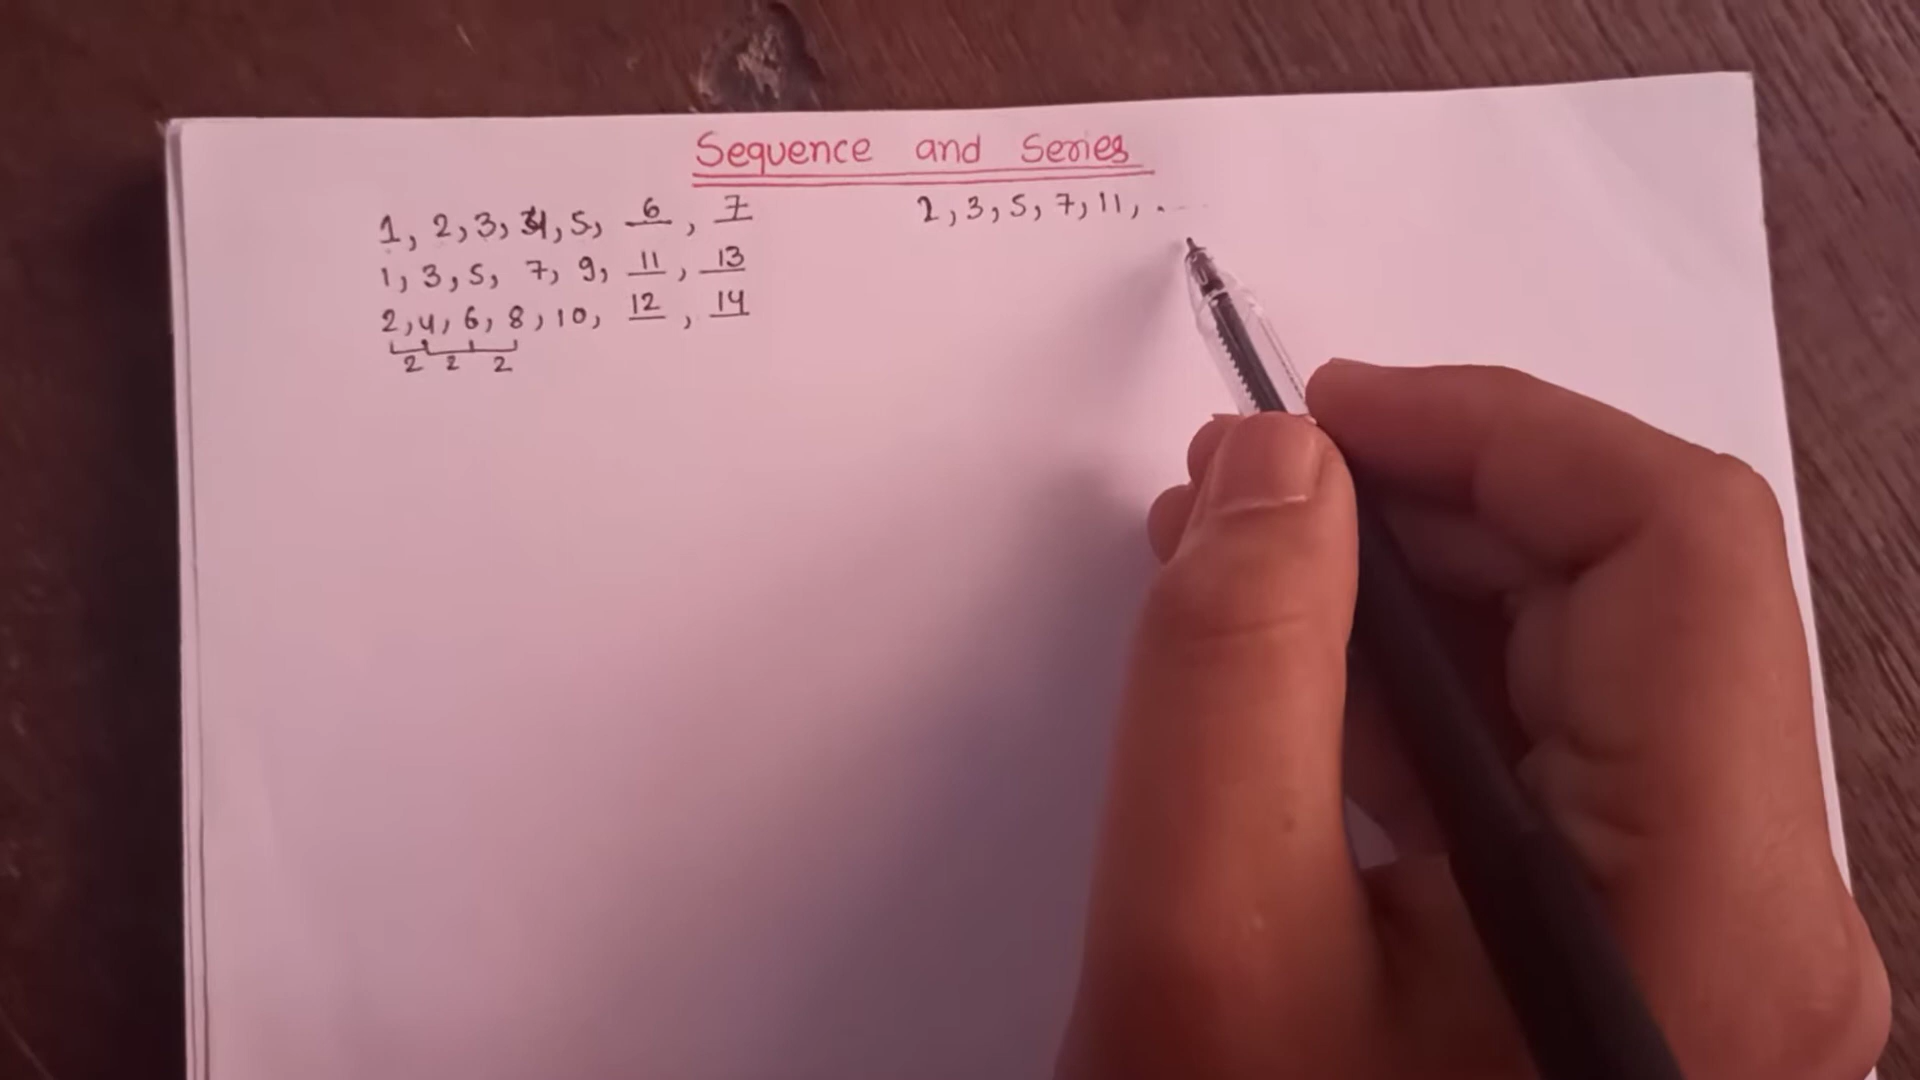 Sequence and Series
1, 2, 3, 4, 5, 6, 7
1, 3, 5, 7, 9, 11, 13
2, 4, 6, 8, 10, 12, 14
2 2 2
2, 3, 5, 7, 11, ....